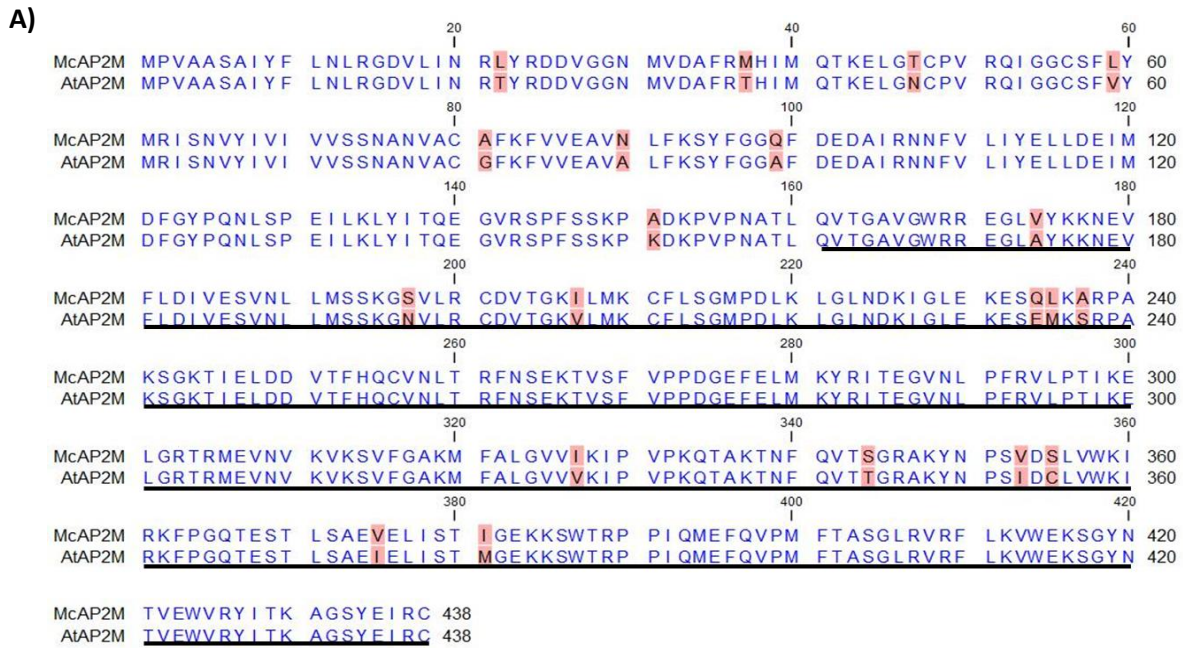 A)
20 40 60
McAP2M MPVAASAIYF LNLRGDVLIN RLYRDDVGGN MVDAFRMHIM QTKELGTCPV RQIGGCSFLY 60
AtAP2M MPVAASAIYF LNLRGDVLIN RTYRDDVGGN MVDAFRTHIM QTKELGNCPV RQIGGCSFVY 60
80 100 120
McAP2M MRISNVYIVI VVSSNANVAC AFKFVVEAVN LFKSYFGGQF DEDAIRNNFV LIYELLDEIM 120
AtAP2M MRISNVYIVI VVSSNANVAC GFKFVVEAVA LFKSYFGGAF DEDAIRNNFV LIYELLDEIM 120
140 160 180
McAP2M DFGYPQNLSP EILKLYITQE GVRSPFSSKP ADKPVPNATL QVTGAVGWRR EGLVYKKNEV 180
AtAP2M DFGYPQNLSP EILKLYITQE GVRSPFSSKP KDKPVPNATL QVTGAVGWRR EGLAYKKNEV 180
200 220 240
McAP2M FLDIVESVNL LMSSKGSVLR CDVTGKILMK CFLSGMPDLK LGLNDKIGLE KESQLKARPA 240
AtAP2M FLDIVESVNL LMSSKGNVLR CDVTGKVLMK CFLSGMPDLK LGLNDKIGLE KESEMKSRPA 240
260 280 300
McAP2M KSGKTIELDD VTFHQCVNLT RFNSEKTVSF VPPDGEFELM KYRITEGVNL PFRVLPTIKE 300
AtAP2M KSGKTIELDD VTFHQCVNLT RFNSEKTVSF VPPDGEFELM KYRITEGVNL PFRVLPTIKE 300
320 340 360
McAP2M LGRTRMEVNV KVKSVFGAKM FALGVVIKIP VPKQTAKTNF QVTSGRAKYN PSVDSLVWKI 360
AtAP2M LGRTRMEVNV KVKSVFGAKM FALGVVVKIP VPKQTAKTNF QVTTGRAKYN PSIDCLVWKI 360
380 400 420
McAP2M RKFPGQTEST LSAEVELIST IGEKKSWTRP PIQMEFQVPM FTASGLRVRF LKVWEKSGYN 420
AtAP2M RKFPGQTEST LSAEIELIST MGEKKSWTRP PIQMEFQVPM FTASGLRVRF LKVWEKSGYN 420
McAP2M TVEWVRYITK AGSYEIRC 438
AtAP2M TVEWVRYITK AGSYEIRC 438